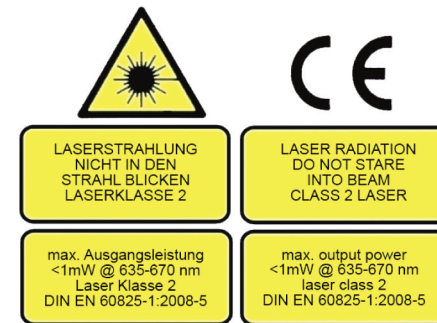 CE
LASERSTRAHLUNG
NICHT IN DEN
STRAHL BLICKEN
LASERKLASSE 2
LASER RADIATION
DO NOT STARE
INTO BEAM
CLASS 2 LASER
max. Ausgangsleistung
<1mW @ 635-670 nm
Laser Klasse 2
DIN EN 60825-1:2008-5
max. output power
<1mW @ 635-670 nm
laser class 2
DIN EN 60825-1:2008-5